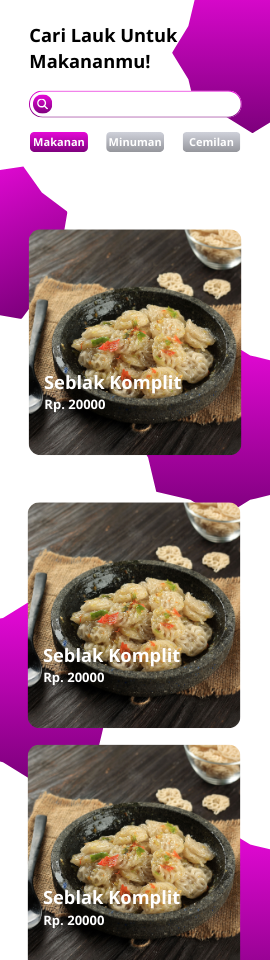 Cari Lauk Untuk
Makananmu!
Makanan
Minuman
Cemilan
Seblak Komplit
Rp. 20000
Seblak Komplit
Rp. 20000
Seblak Komplit
Rp. 20000